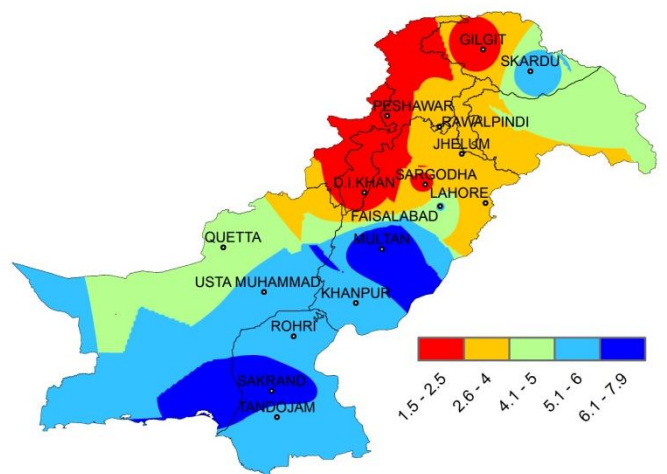 GILGIT
SKARDU
PESHAWAR
RAWALPINDI
JHELUM
SARGODHA
D.I.KHAN
LAHORE
FAISALABAD
QUETTA
MULTAN
USTA MUHAMMAD
KHANPUR
ROHRI
SAKRAND
TANDOJAM
1.5 - 2.5
2.6 - 4
4.1 - 5
5.1 - 6
6.1 - 7.9